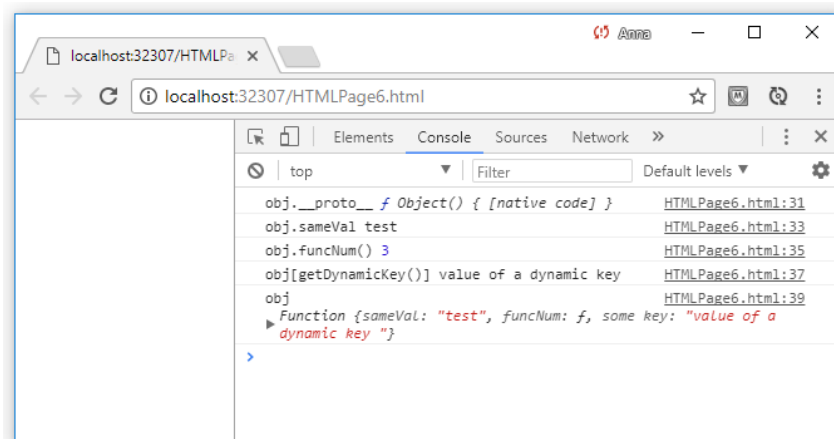 Anna
localhost:32307/HTMLPa
localhost:32307/HTMLPage6.html
Elements Console Sources Network »
top ▼ Filter Default levels ▼
obj.__proto__ ƒ Object() { [native code] } HTMLPage6.html:31
obj.sameVal test HTMLPage6.html:33
obj.funcNum() 3 HTMLPage6.html:35
obj[getDynamicKey()] value of a dynamic key HTMLPage6.html:37
obj HTMLPage6.html:39
Function {sameVal: "test", funcNum: ƒ, some key: "value of a
dynamic key "}
>